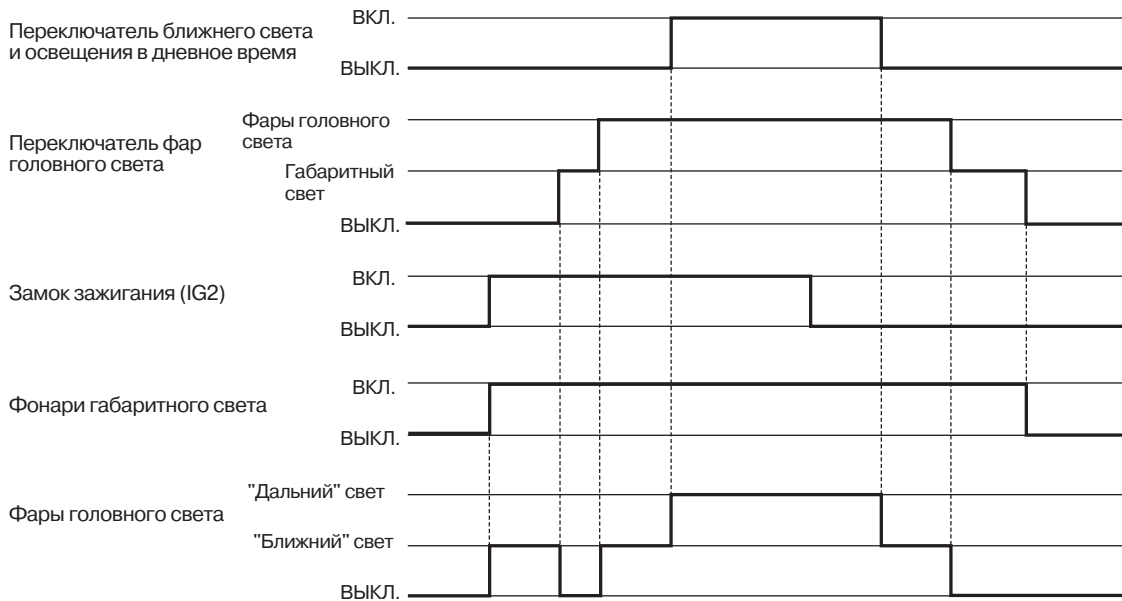 ВКЛ.
Переключатель ближнего света
и освещения в дневное время
ВЫКЛ.
Фары головного
света
Переключатель фар
головного света
Габаритный
свет
ВЫКЛ.
ВКЛ.
Замок зажигания (IG2)
ВЫКЛ.
ВКЛ.
Фонари габаритного света
ВЫКЛ.
"Дальний" свет
Фары головного света
"Ближний" свет
ВЫКЛ.